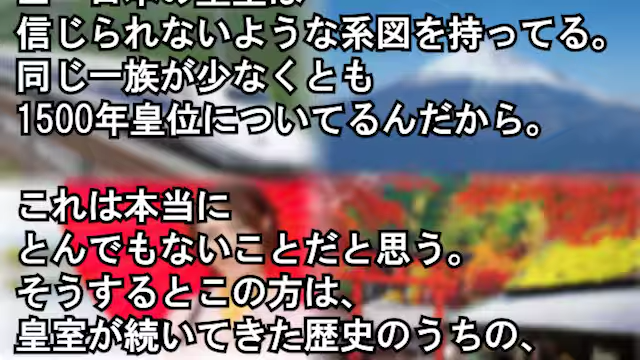 信じられないような系図を持ってる。
同じ一族が少なくとも
1500年皇位についてるんだから。
これは本当に
とんでもないことだと思う。
そうするとこの方は、
皇室が続いてきた歴史のうちの、